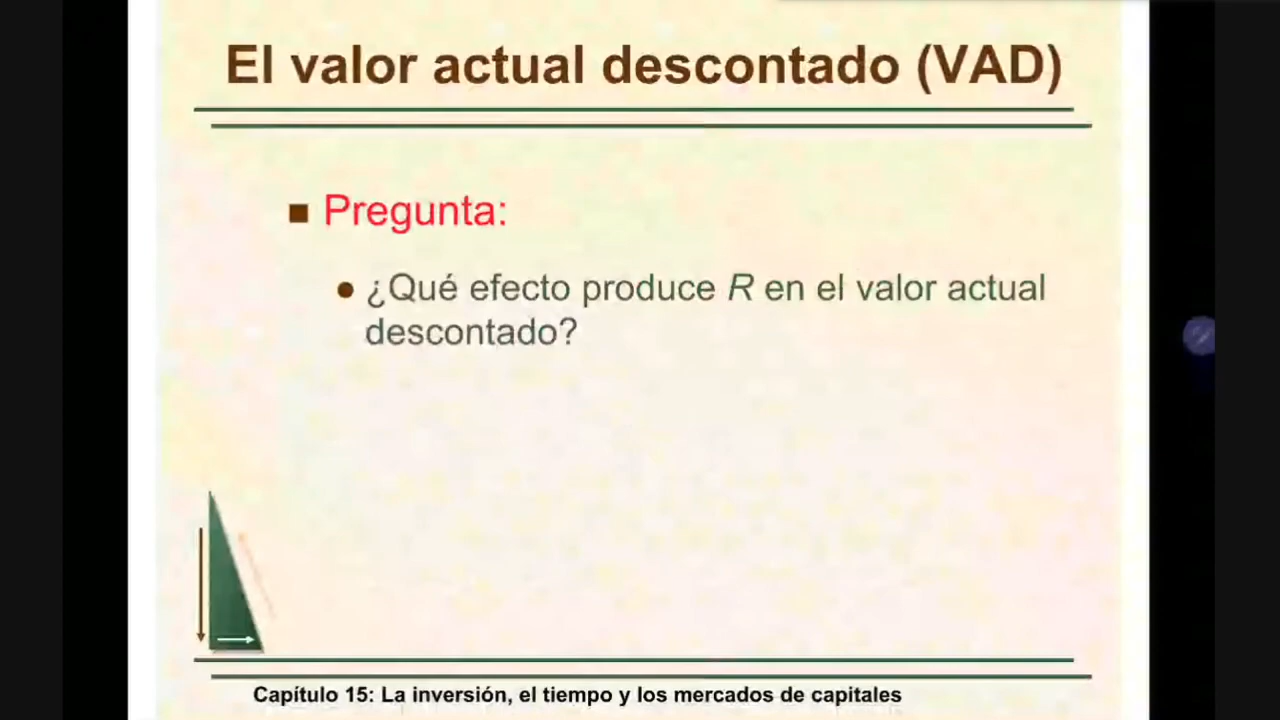 El valor actual descontado (VAD)
Pregunta:
¿Qué efecto produce R en el valor actual
descontado?
Capítulo 15: La inversión, el tiempo y los mercados de capitales